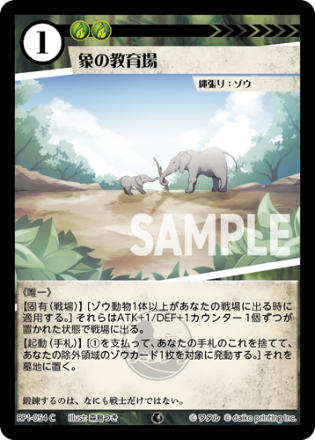 1
象の教育場
縄張り：ゾウ
SAMPLE
《唯一》
【固有（戦場）】[ゾウ動物1体以上があなたの戦場に出る時に
適用する。] それらはATK+1/DEF+1カウンター 1個ずつが
置かれた状態で戦場に出る。
【起動（手札）】[①を支払って、あなたの手札のこれを捨てて、
あなたの除外領域のゾウカード1枚を対象に発動する。] それを
墓地に置く。
鍛錬するのは、なにも戦士だけではない。
BP1-054 C Illust: 森島つき © ワタル © daiko printing Inc.